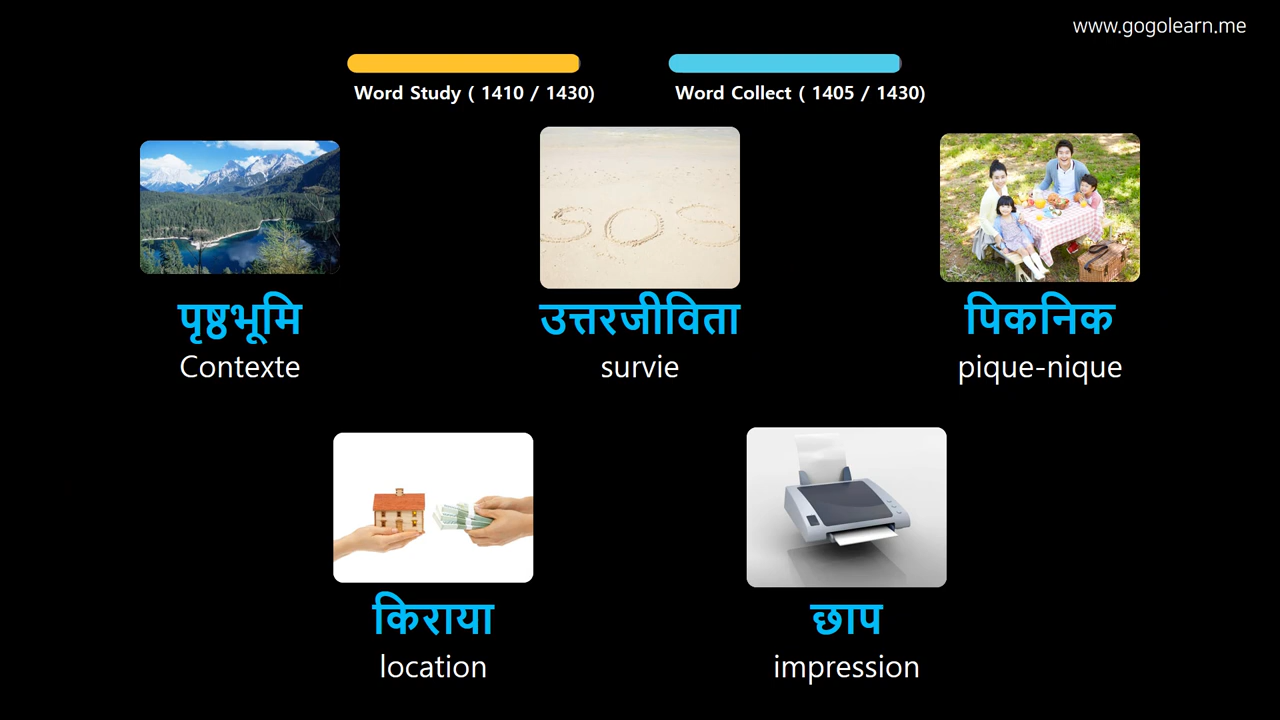 www.gogolearn.me
Word Study ( 1410 / 1430)
Word Collect ( 1405 / 1430)
SOS
पृष्ठभूमि
उत्तरजीविता
पिकनिक
Contexte
survie
pique-nique
किराया
छाप
location
impression